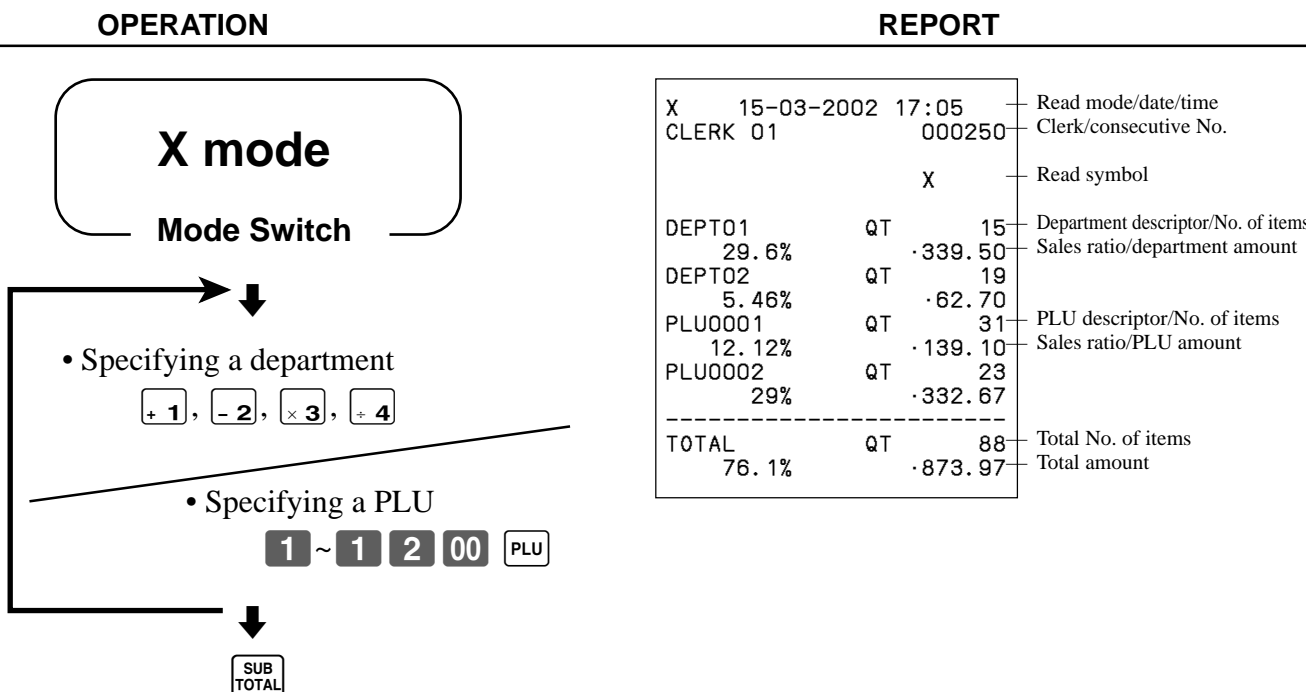 OPERATION
REPORT
X mode
Mode Switch
• Specifying a department
+ 1, - 2, × 3, ÷ 4
• Specifying a PLU
1 ~ 1 2 00 PLU
SUB
TOTAL
X 15-03-2002 17:05 Read mode/date/time
CLERK 01 000250 Clerk/consecutive No.
X Read symbol
DEPT01 QT 15 Department descriptor/No. of items
29.6% ·339.50 Sales ratio/department amount
DEPT02 QT 19
5.46% ·62.70
PLU0001 QT 31 PLU descriptor/No. of items
12.12% ·139.10 Sales ratio/PLU amount
PLU0002 QT 23
29% ·332.67
TOTAL QT 88 Total No. of items
76.1% ·873.97 Total amount